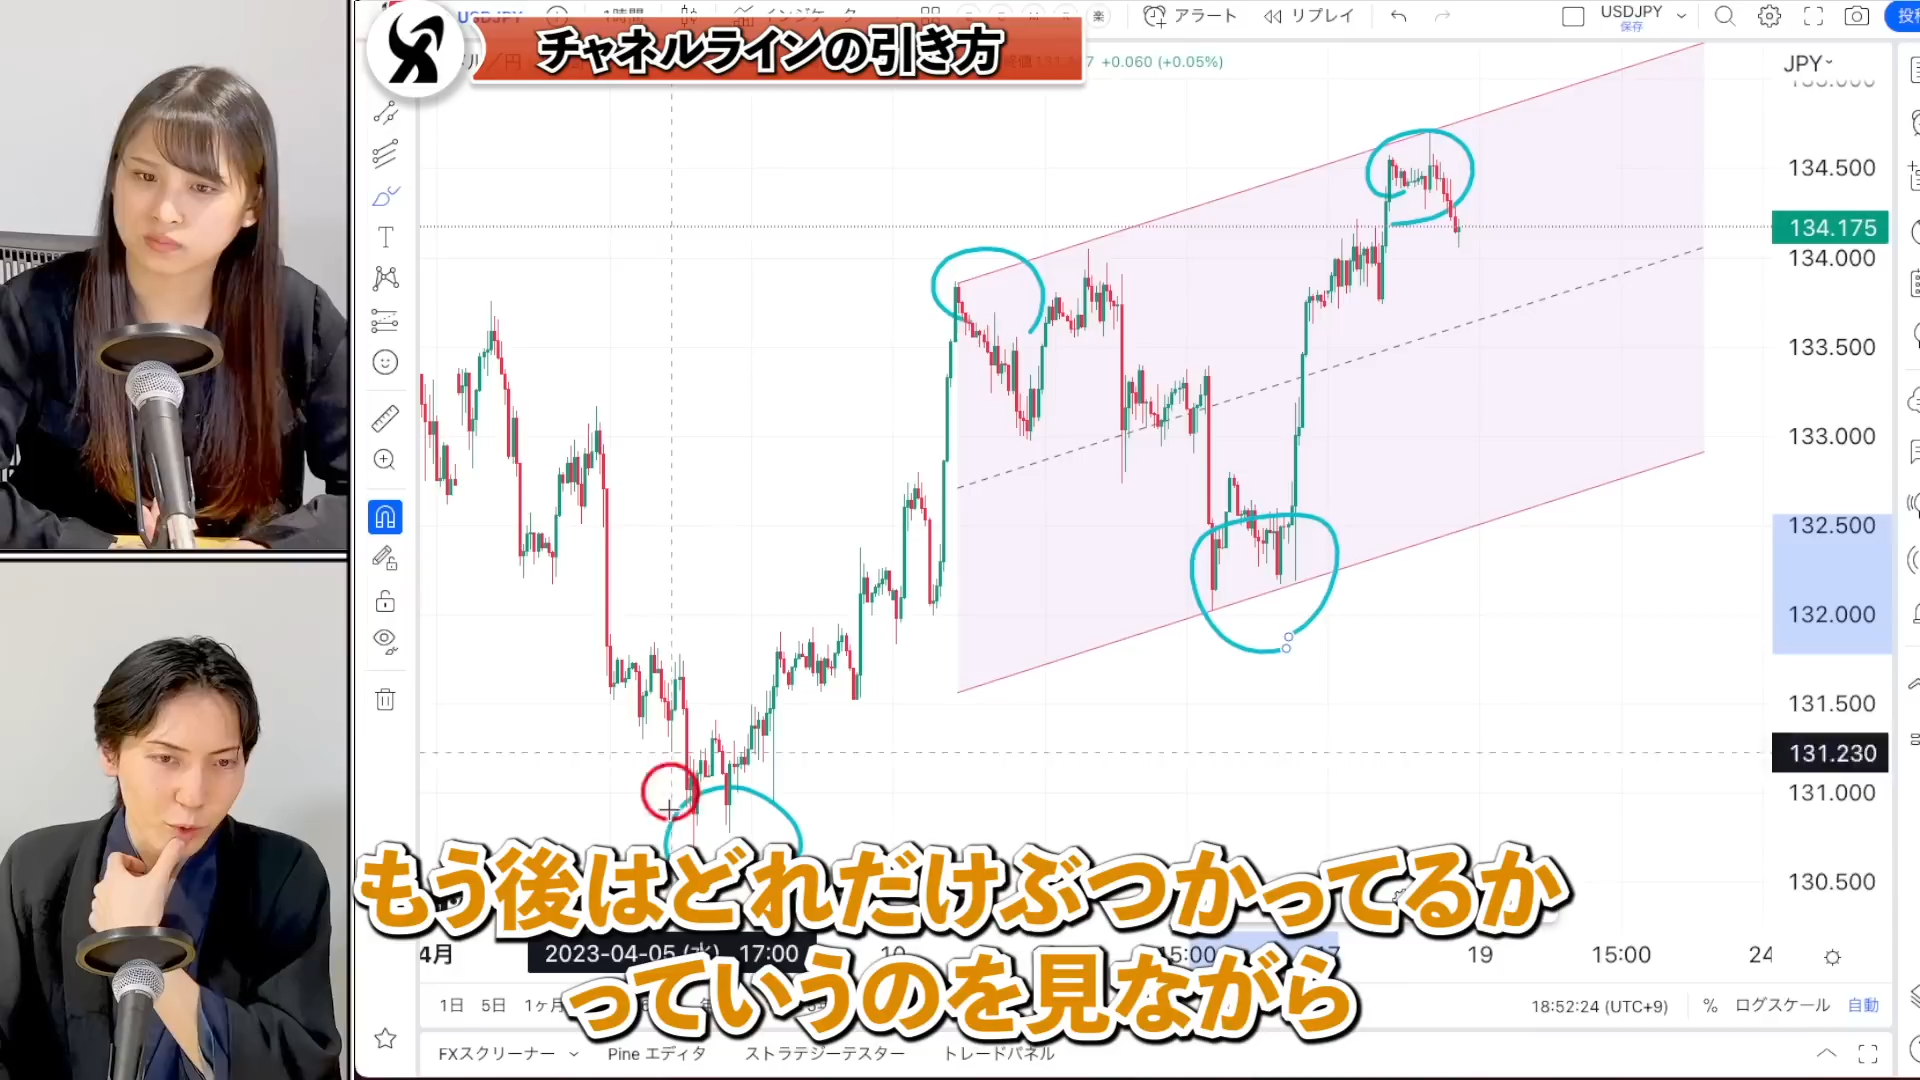 チャネルラインの引き方
USDJPY
アラート
リプレイ
USDJPY
保存
+0.060 (+0.05%)
JPY
134.500
134.175
134.000
133.500
133.000
132.500
132.000
131.500
131.230
131.000
130.500
もう後はどれだけぶつかってるか
っていうのを見ながら
4月
2023-04-05 (水) 17:00
19
15:00
24
1日
5日
18:52:24 (UTC+9)
%
ログスケール
自動
FXスクリーナー
Pine エディタ
ストラテジーテスター
トレードパネル